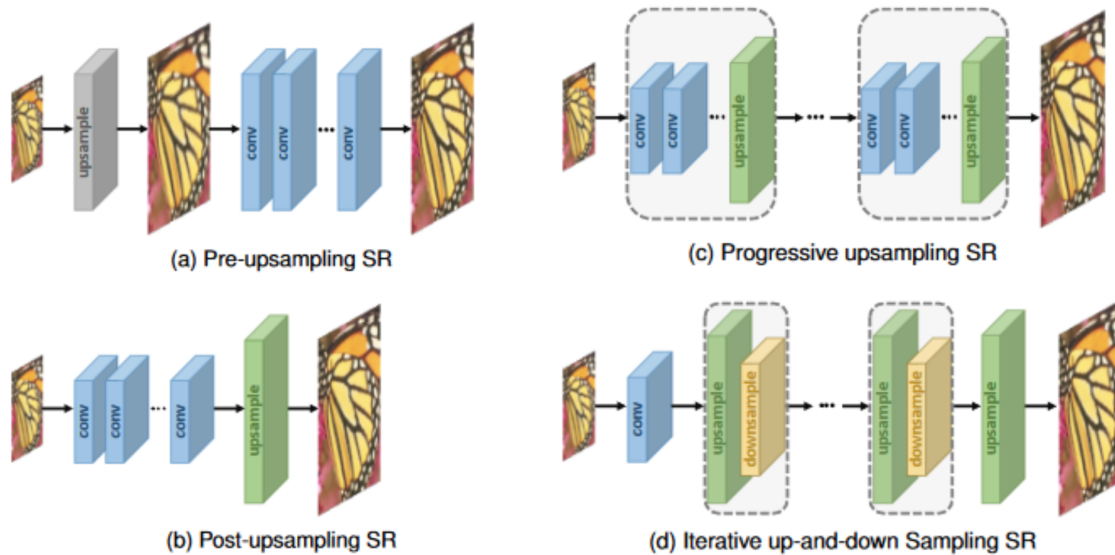 upsample
conv
conv
...
conv
(a) Pre-upsampling SR
conv
conv
...
upsample
...
conv
conv
...
upsample
(c) Progressive upsampling SR
conv
conv
...
conv
upsample
(b) Post-upsampling SR
conv
upsample
downsample
...
upsample
downsample
upsample
(d) Iterative up-and-down Sampling SR